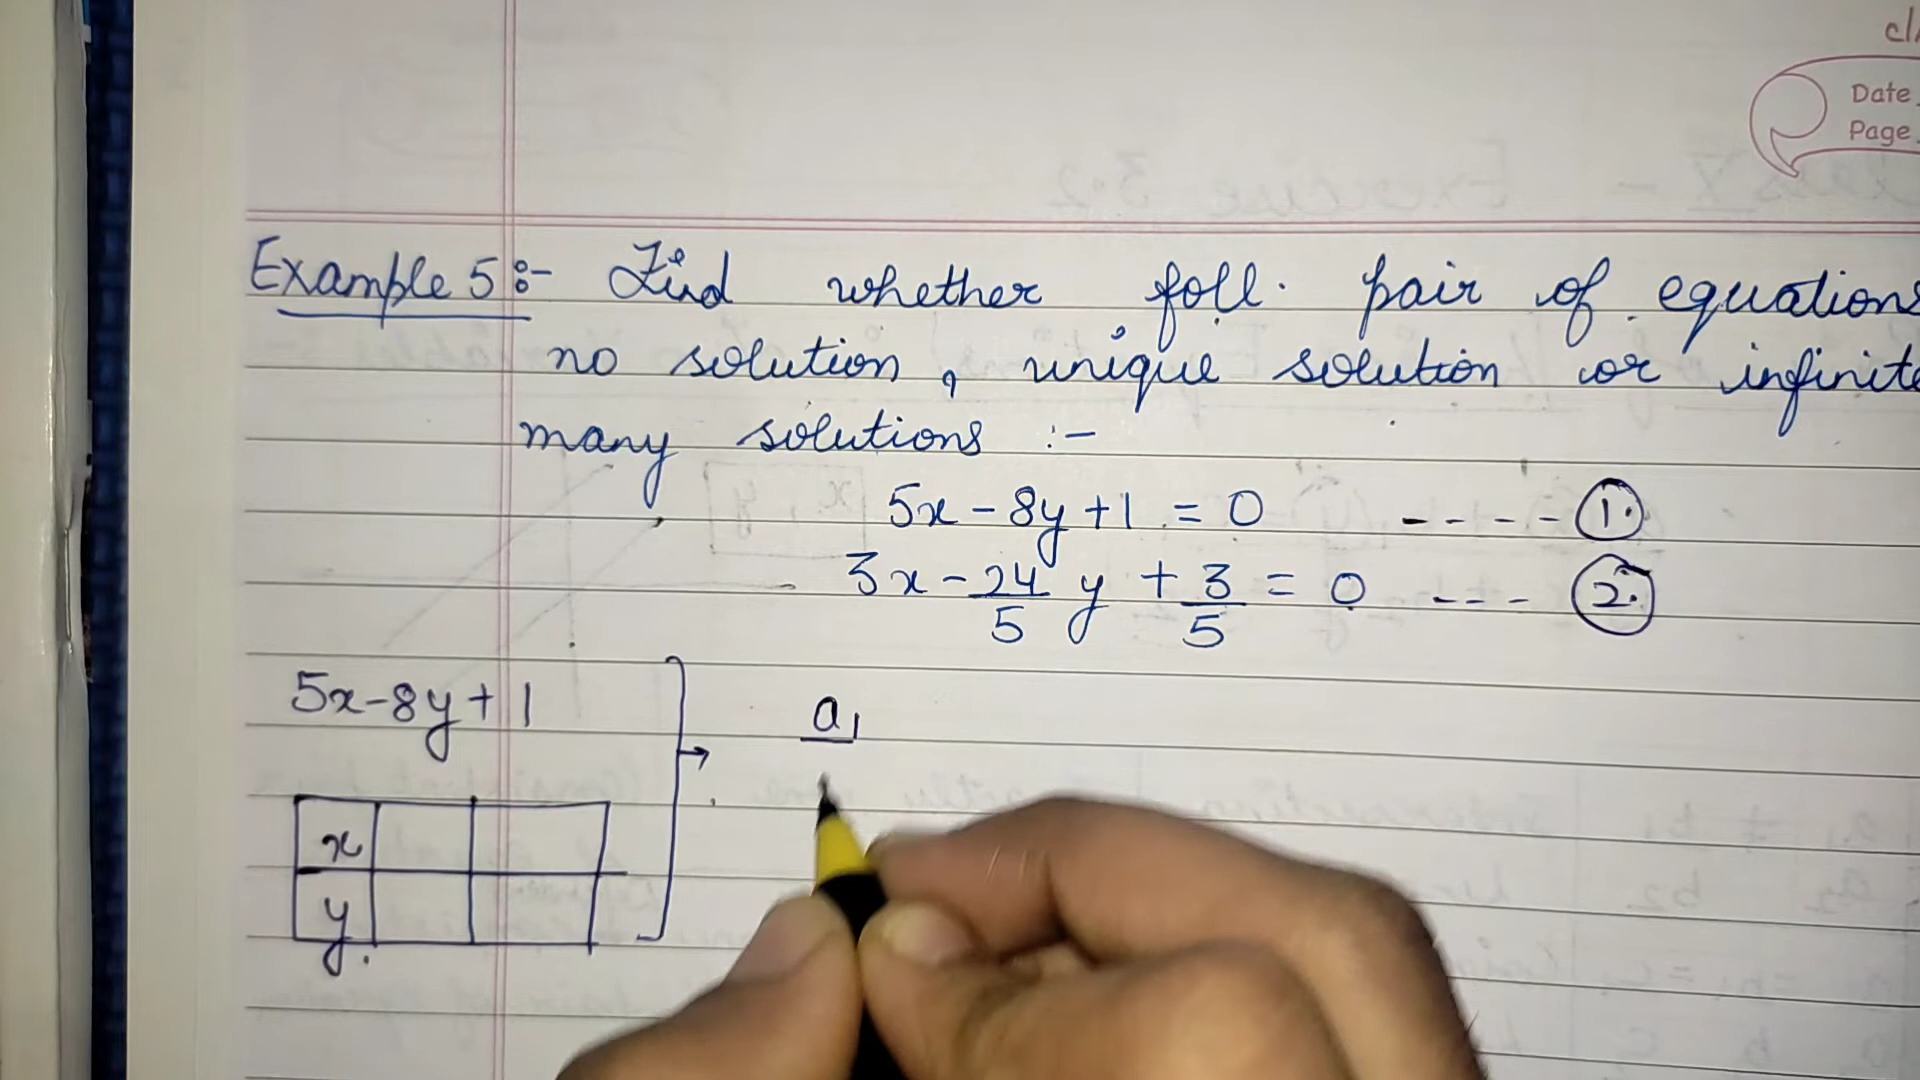 Date
Page
Example 5:- Find whether foll. pair of equations
no solution, unique solution or infinite
many solutions :-
5x - 8y + 1 = 0 ---- 1.
3x - 24/5 y + 3/5 = 0 --- 2.
5x - 8y + 1
a₁
x
y